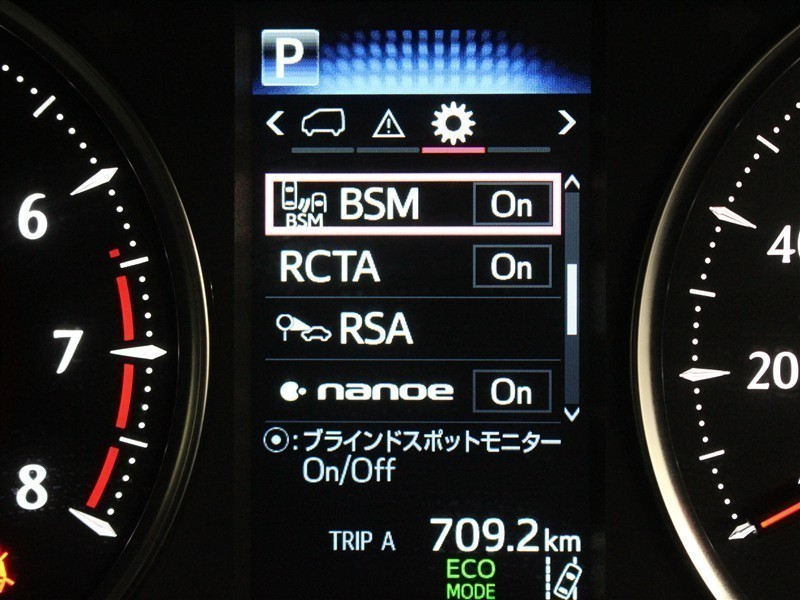 P
BSM
BSM On
RCTA On
RSA
nanoe On
:ブラインドスポットモニター
On/Off
TRIP A 709.2km
ECO
MODE
6
7
8
40
20